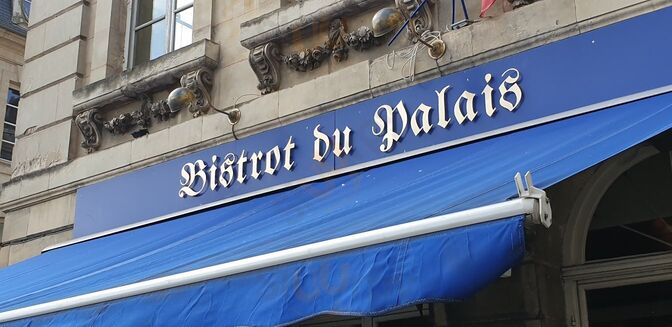 Bistrot du Palais